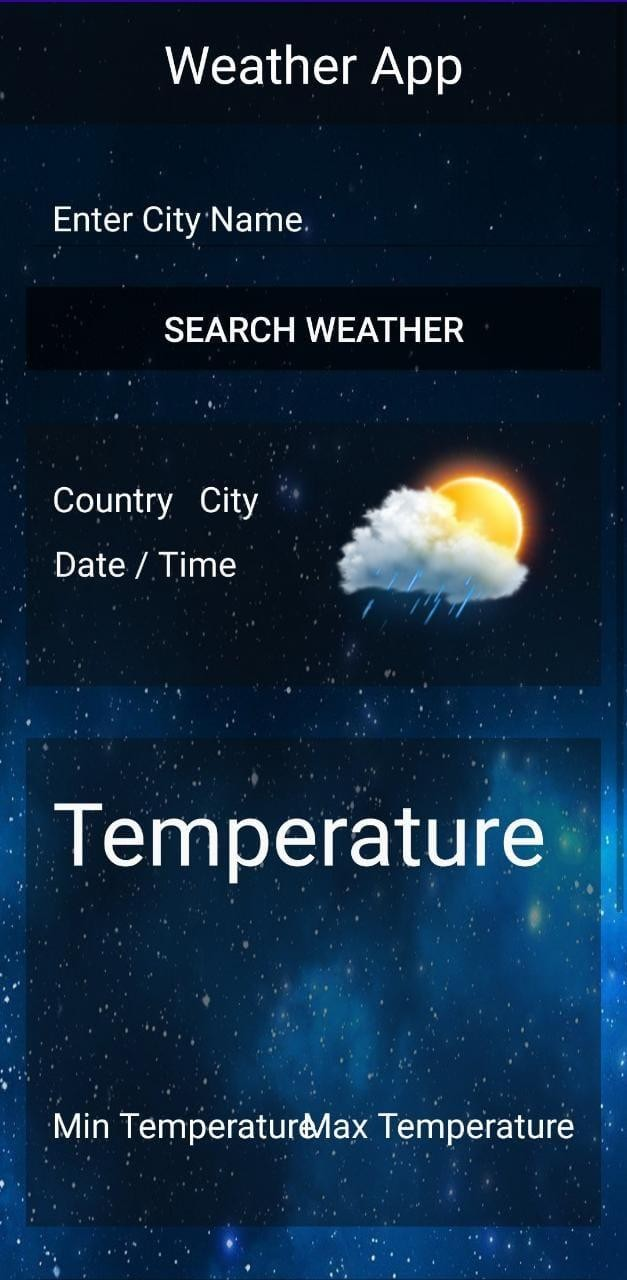 Weather App
Enter City Name
SEARCH WEATHER
Country City
Date / Time
Temperature
Min Temperature Max Temperature